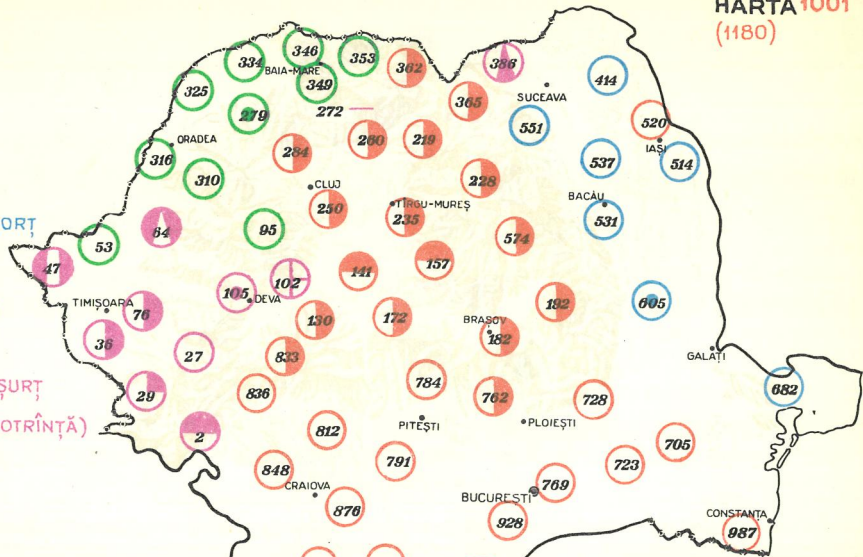 HARTA 1001
(1180)
346
353
334
BAIA-MARE
362
386
349
414
325
365
SUCEAVA
279
272
551
520
ORADEA
260
219
IAȘI
284
537
514
316
310
228
CLUJ
BACĂU
TÎRGU-MUREȘ
250
235
531
ORȚ
64
95
574
53
47
141
157
102
105
DEVA
TIMIȘOARA
76
192
605
130
172
BRAȘOV
36
182
27
833
GALAȚI
ȘURȚ
29
836
784
762
728
682
OTRÎNȚĂ)
2
812
PITEȘTI
PLOIEȘTI
848
791
723
705
CRAIOVA
BUCUREȘTI
769
876
928
CONSTANȚA
987